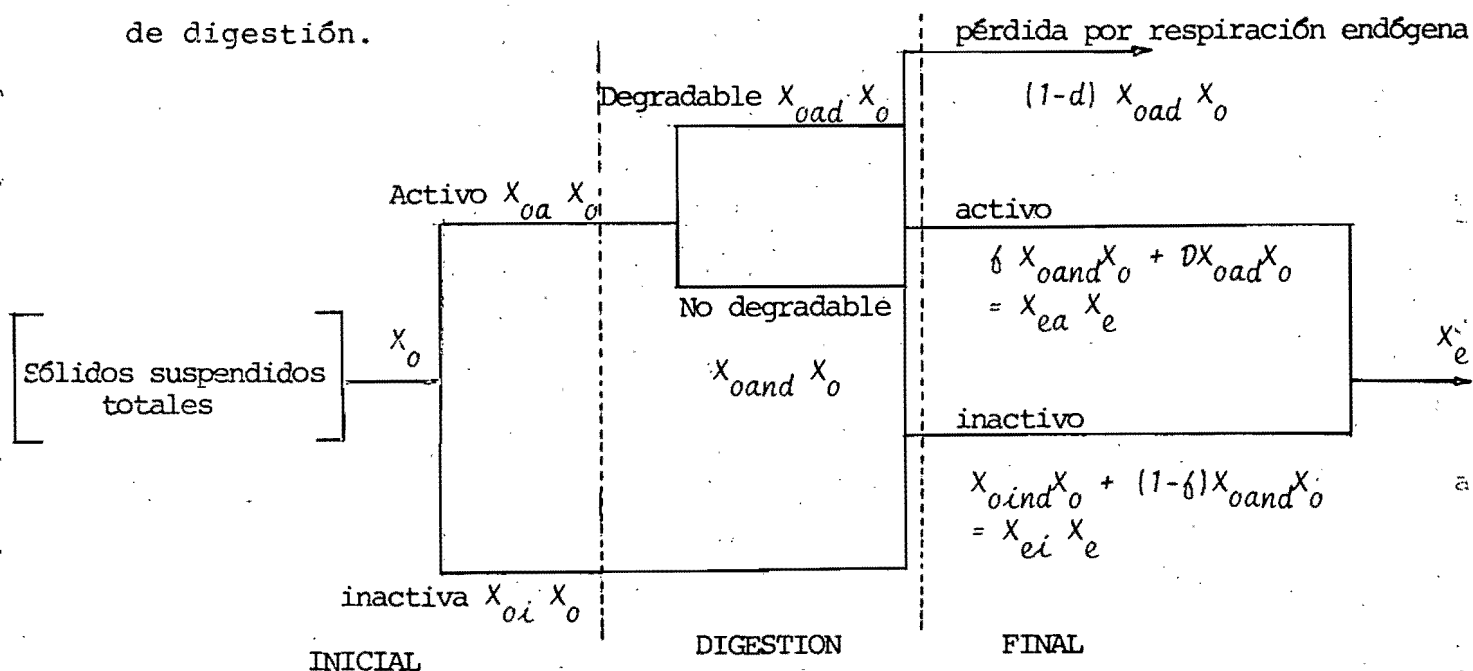 de digestión.
pérdida por respiración endógena
(1-d) X_oad X_o
Degradable X_oad X_o
Activo X_oa X_o
activo
f X_oand X_o + DX_oad X_o
= X_ea X_e
No degradable
X_oand X_o
X_o
Sólidos suspendidos
totales
X_e
inactivo
X_oind X_o + (1-f)X_oand X_o
= X_ei X_e
inactiva X_oi X_o
INICIAL
DIGESTION
FINAL